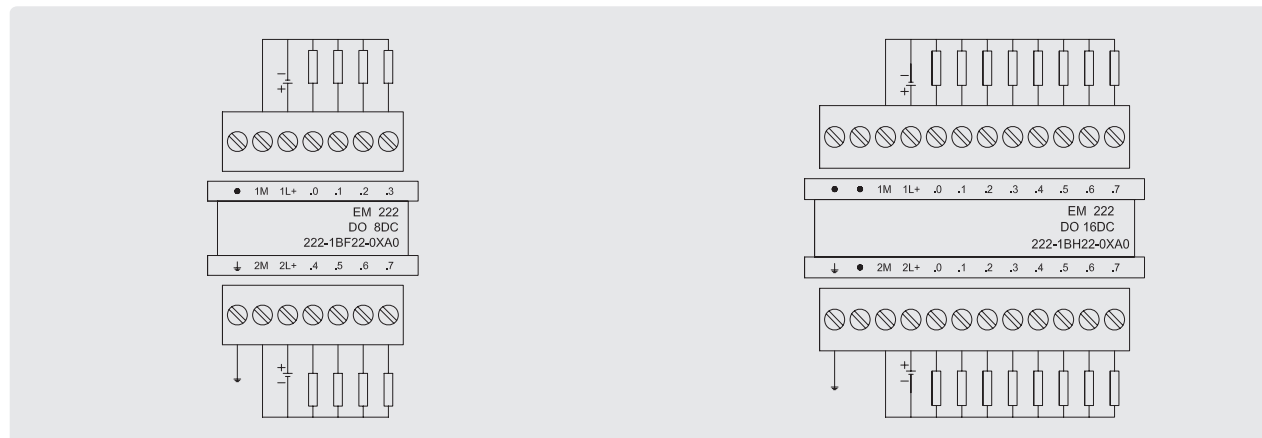 −
+
● 1M 1L+ .0 .1 .2 .3
EM 222
DO 8DC
222-1BF22-0XA0
⏚ 2M 2L+ .4 .5 .6 .7
+
−
−
+
● ● 1M 1L+ .0 .1 .2 .3 .4 .5 .6 .7
EM 222
DO 16DC
222-1BH22-0XA0
⏚ ● 2M 2L+ .0 .1 .2 .3 .4 .5 .6 .7
+
−